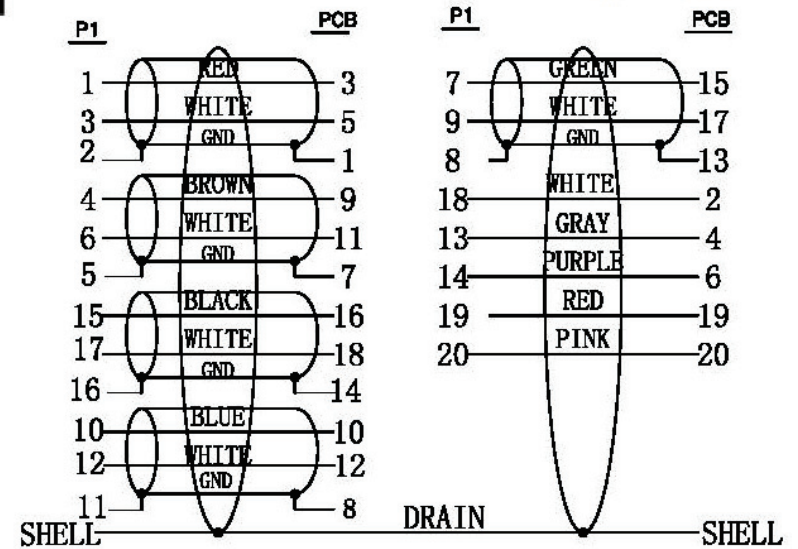 P1 PCB
1 RED 3
3 WHITE 5
2 GND 1
4 BROWN 9
6 WHITE 11
5 GND 7
15 BLACK 16
17 WHITE 18
16 GND 14
10 BLUE 10
12 WHITE 12
11 GND 8
P1 PCB
7 GREEN 15
9 WHITE 17
8 GND 13
18 WHITE 2
13 GRAY 4
14 PURPLE 6
19 RED 19
20 PINK 20
SHELL DRAIN SHELL